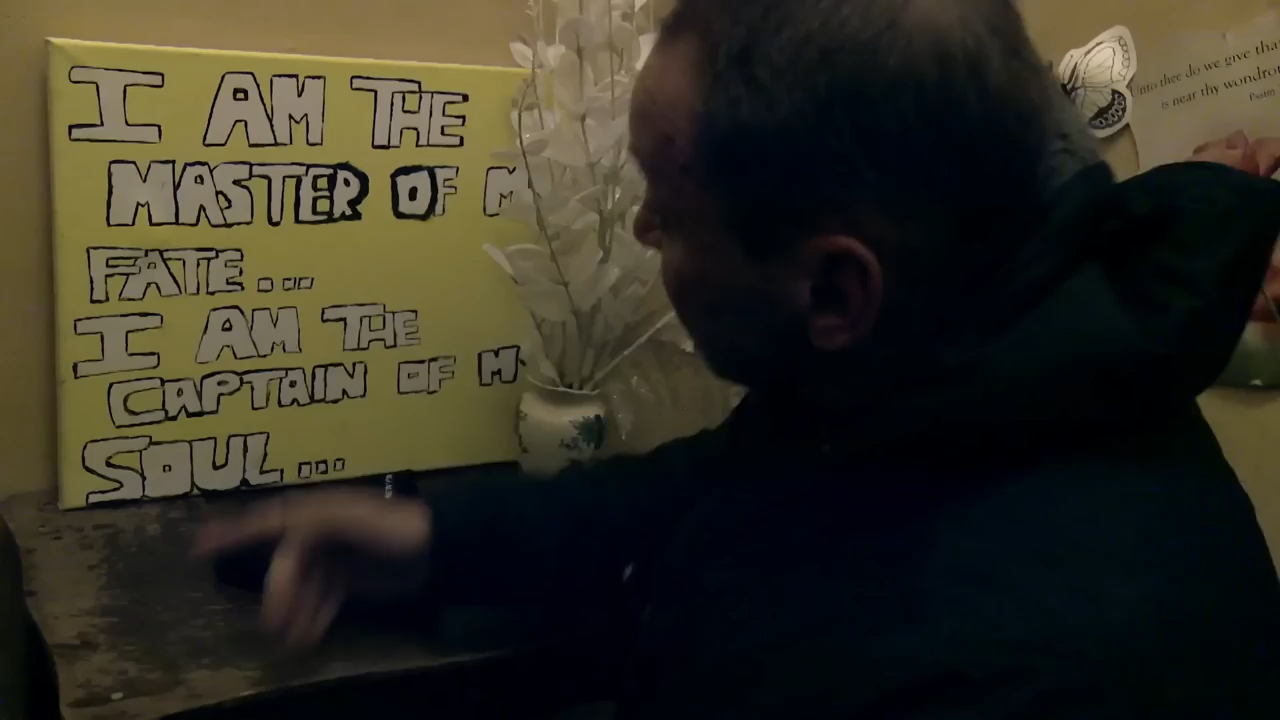 I AM THE
MASTER OF M
FATE...
I AM THE
CAPTAIN OF M
SOUL...
Unto thee do we give tha
is near thy wondro
Psalm